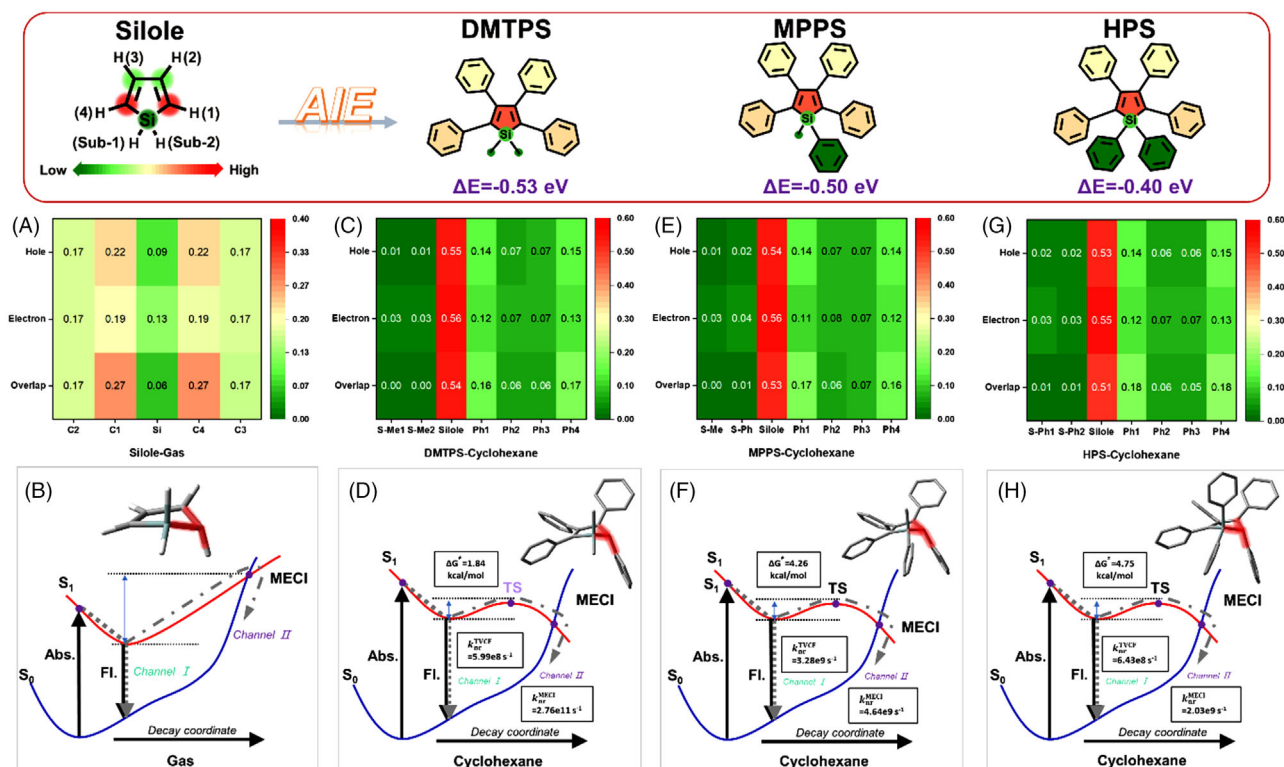 Silole
DMTPS
MPPS
HPS
H(3) H(2)
(4)H H(1)
Si
(Sub-1) H H (Sub-2)
Low High
AIE
Si
Si
Si
ΔE=-0.53 eV
ΔE=-0.50 eV
ΔE=-0.40 eV
(A)
Hole 0.17 0.22 0.09 0.22 0.17
Electron 0.17 0.19 0.13 0.19 0.17
Overlap 0.17 0.27 0.06 0.27 0.17
C2 C1 Si C4 C3
0.40
0.33
0.27
0.20
0.13
0.07
0.00
Silole-Gas
(C)
Hole 0.01 0.01 0.55 0.14 0.07 0.07 0.15
Electron 0.03 0.03 0.56 0.12 0.07 0.07 0.13
Overlap 0.00 0.00 0.54 0.16 0.06 0.06 0.17
S-Me1 S-Me2 Silole Ph1 Ph2 Ph3 Ph4
0.60
0.50
0.40
0.30
0.20
0.10
0.00
DMTPS-Cyclohexane
(E)
Hole 0.01 0.02 0.54 0.14 0.07 0.07 0.14
Electron 0.03 0.04 0.56 0.11 0.08 0.07 0.12
Overlap 0.00 0.01 0.53 0.17 0.06 0.07 0.16
S-Me S-Ph Silole Ph1 Ph2 Ph3 Ph4
0.60
0.50
0.40
0.30
0.20
0.10
0.00
MPPS-Cyclohexane
(G)
Hole 0.02 0.02 0.53 0.14 0.06 0.06 0.15
Electron 0.03 0.03 0.55 0.12 0.07 0.07 0.13
Overlap 0.01 0.01 0.51 0.18 0.06 0.05 0.18
S-Ph1 S-Ph2 Silole Ph1 Ph2 Ph3 Ph4
0.60
0.50
0.40
0.30
0.20
0.10
0.00
HPS-Cyclohexane
(B)
S₁
MECI
Channel II
Abs.
Channel I
Fl.
S₀
Decay coordinate
Gas
(D)
ΔG*=1.84
kcal/mol
S₁
TS
MECI
k_nr^TVCF
=5.99e8 s⁻¹
Abs.
Channel II
Channel I
Fl.
S₀
k_nr^MECI
=2.76e11 s⁻¹
Decay coordinate
Cyclohexane
(F)
ΔG*=4.26
kcal/mol
S₁
TS
MECI
k_nr^TVCF
=3.28e9 s⁻¹
Abs.
Channel II
Channel I
Fl.
S₀
k_nr^MECI
=4.64e9 s⁻¹
Decay coordinate
Cyclohexane
(H)
ΔG*=4.75
kcal/mol
S₁
TS
MECI
k_nr^TVCF
=6.43e8 s⁻¹
Abs.
Channel II
Channel I
Fl.
S₀
k_nr^MECI
=2.03e9 s⁻¹
Decay coordinate
Cyclohexane